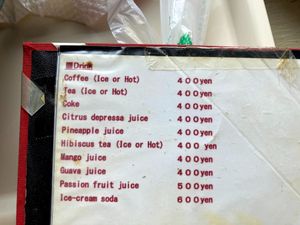 ■Drink
Coffee (Ice or Hot) 400yen
Tea (Ice or Hot) 400yen
Coke 400yen
Citrus depressa juice 400yen
Pineapple juice 400yen
Hibiscus tea (Ice or Hot) 400 yen
Mango juice 400yen
Guava juice 400yen
Passion fruit juice 500yen
Ice-cream soda 600yen